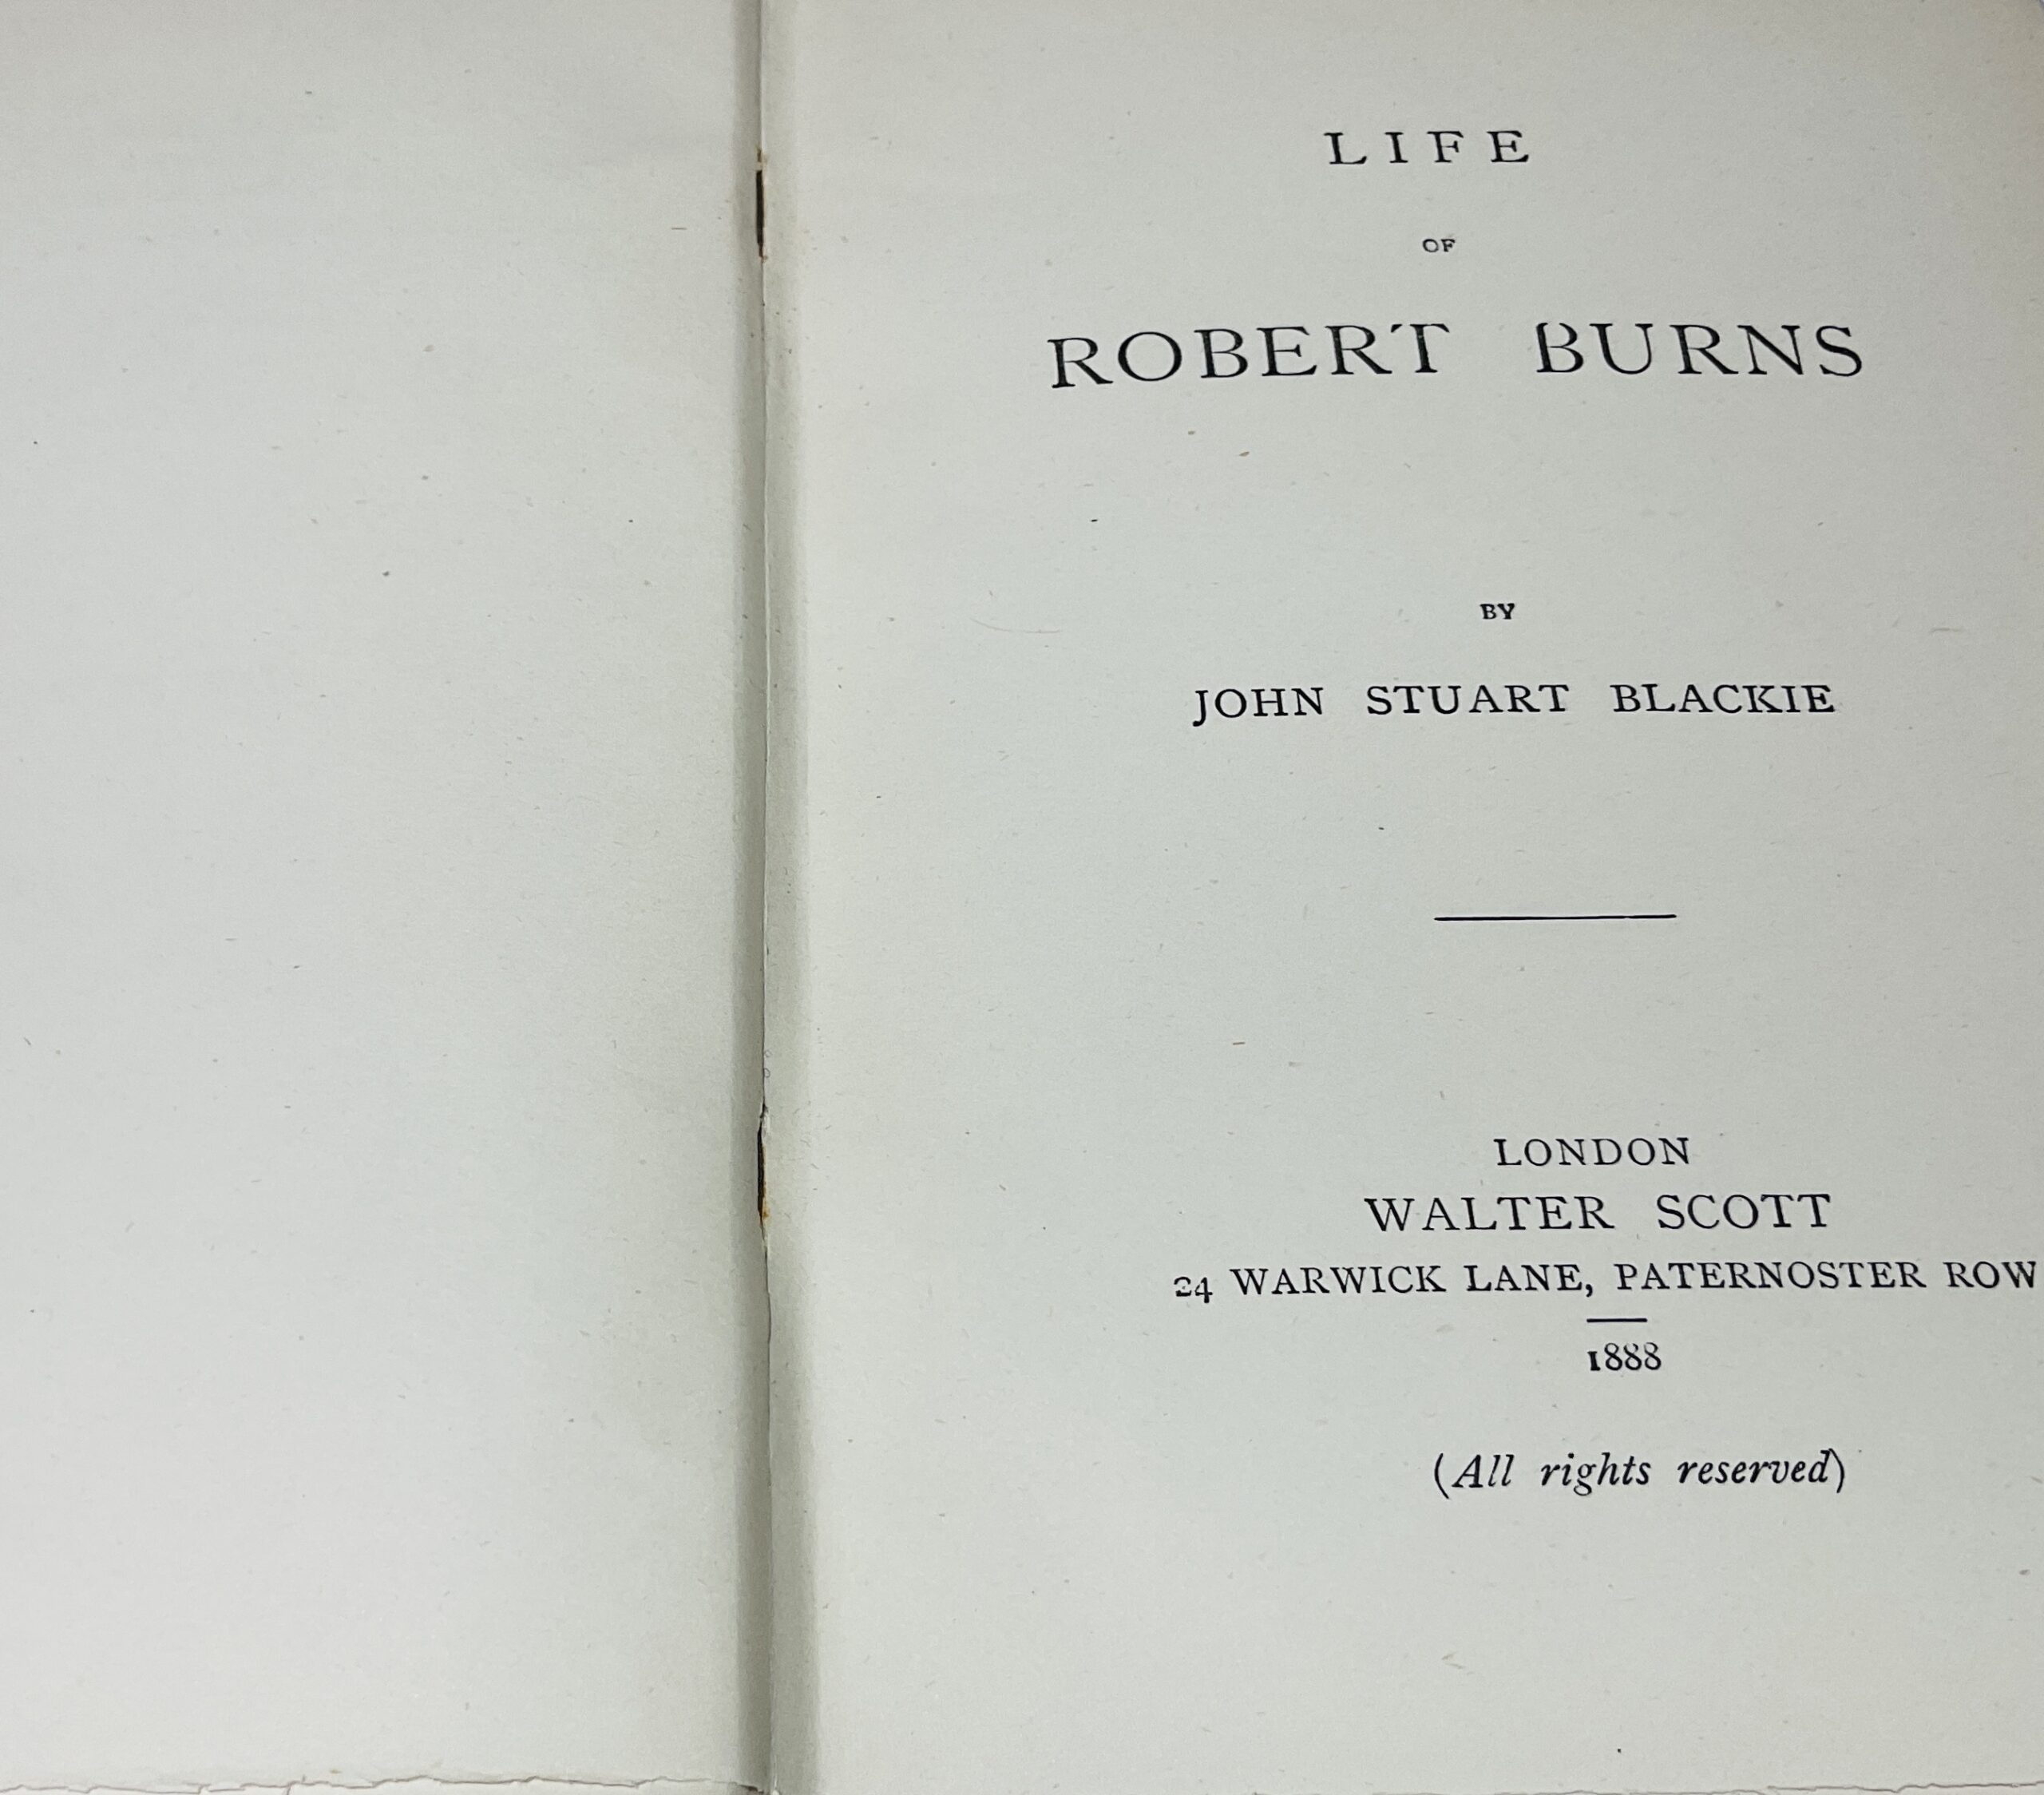 LIFE
OF
ROBERT BURNS
BY
JOHN STUART BLACKIE
LONDON
WALTER SCOTT
24 WARWICK LANE, PATERNOSTER ROW
1888
(All rights reserved)